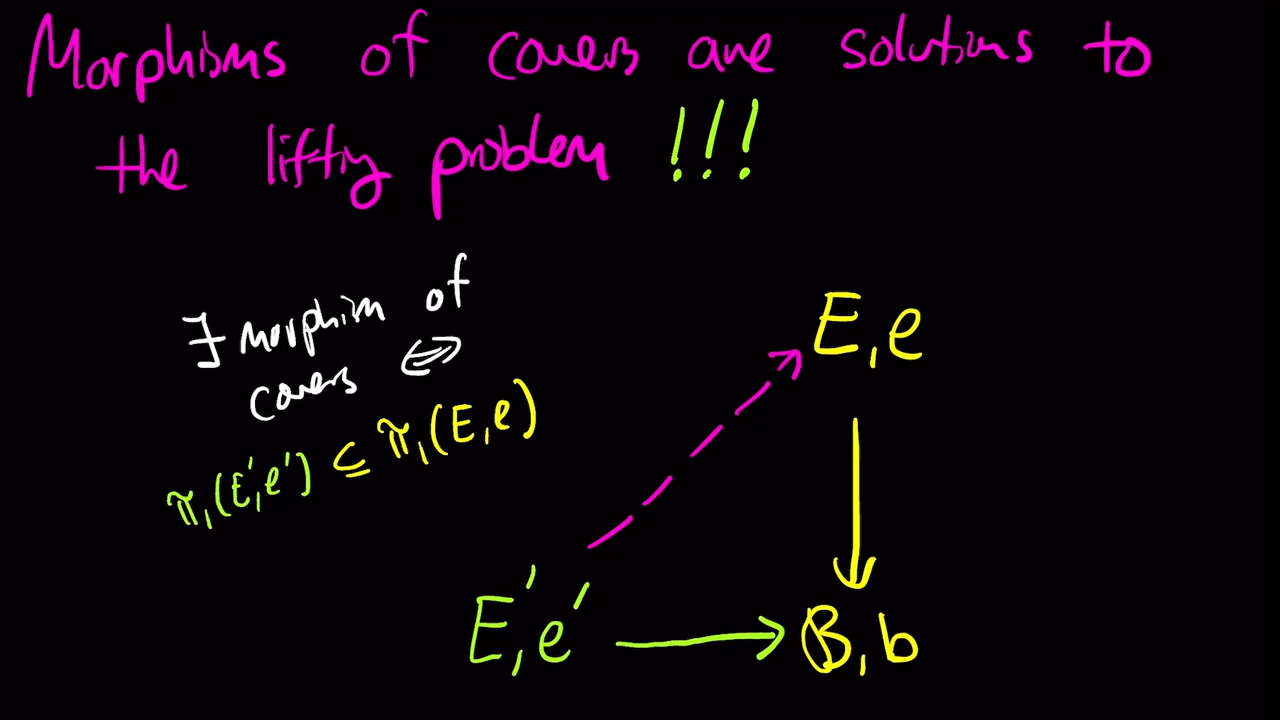 Morphisms of covers are solutions to
the lifting problem !!!
∃ morphism of
covers ⟺
π₁(E',e') ⊆ π₁(E,e)
E,e
E',e'
B,b